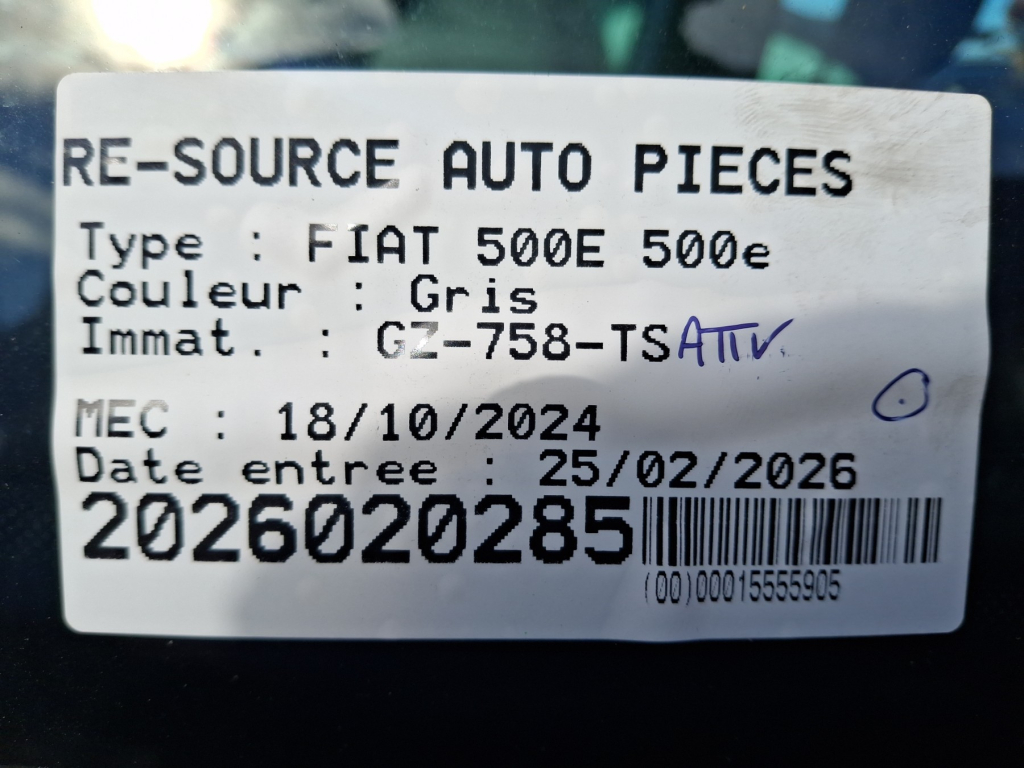 RE-SOURCE AUTO PIECES
Type : FIAT 500E 500e
Couleur : Gris
Immat. : GZ-758-TS
MEC : 18/10/2024
Date entree : 25/02/2026
2026020285
(00)00015555905